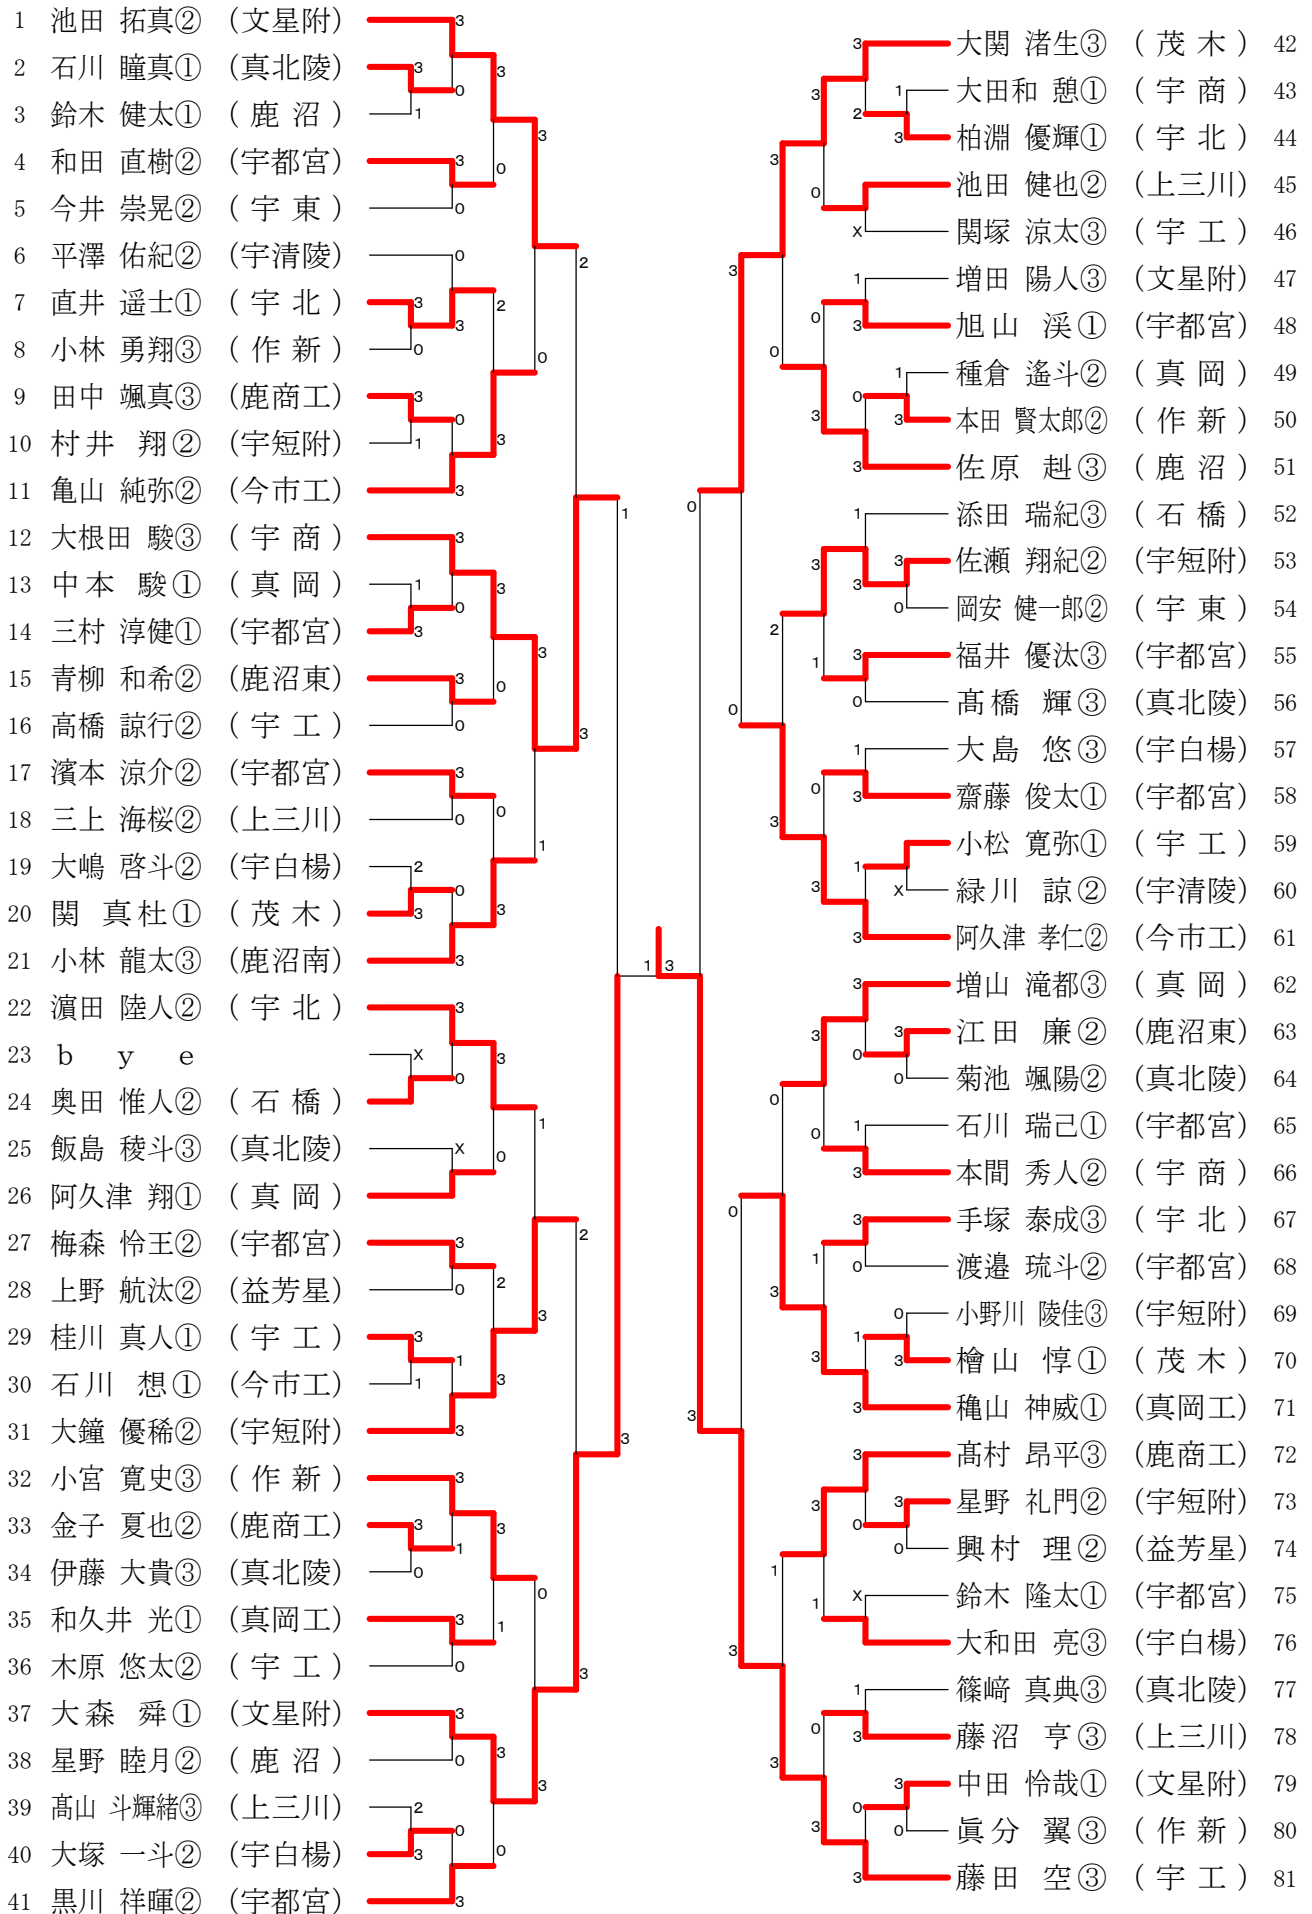 1 池田 拓真② (文星附)
2 石川 瞳真① (真北陵)
3 鈴木 健太① (鹿沼)
4 和田 直樹② (宇都宮)
5 今井 崇晃② (宇東)
6 平澤 佑紀② (宇清陵)
7 直井 遥士① (宇北)
8 小林 勇翔③ (作新)
9 田中 颯真③ (鹿商工)
10 村井 翔② (宇短附)
11 亀山 純弥② (今市工)
12 大根田 駿③ (宇商)
13 中本 駿① (真岡)
14 三村 淳健① (宇都宮)
15 青柳 和希② (鹿沼東)
16 高橋 諒行② (宇工)
17 濱本 涼介② (宇都宮)
18 三上 海桜② (上三川)
19 大嶋 啓斗② (宇白楊)
20 関 真杜① (茂木)
21 小林 龍太③ (鹿沼南)
22 濵田 陸人② (宇北)
23 bye
24 奥田 惟人② (石橋)
25 飯島 稜斗③ (真北陵)
26 阿久津 翔① (真岡)
27 梅森 怜王② (宇都宮)
28 上野 航汰② (益芳星)
29 桂川 真人① (宇工)
30 石川 想① (今市工)
31 大鐘 優稀② (宇短附)
32 小宮 寛史③ (作新)
33 金子 夏也② (鹿商工)
34 伊藤 大貴③ (真北陵)
35 和久井 光① (真岡工)
36 木原 悠太② (宇工)
37 大森 舜① (文星附)
38 星野 睦月② (鹿沼)
39 髙山 斗輝緒③ (上三川)
40 大塚 一斗② (宇白楊)
41 黒川 祥暉② (宇都宮)
大関 渚生③ (茂木) 42
大田和 憩① (宇商) 43
柏淵 優輝① (宇北) 44
池田 健也② (上三川) 45
関塚 涼太③ (宇工) 46
増田 陽人③ (文星附) 47
旭山 渓① (宇都宮) 48
種倉 遙斗② (真岡) 49
本田 賢太郎② (作新) 50
佐原 赳③ (鹿沼) 51
添田 瑞紀③ (石橋) 52
佐瀬 翔紀② (宇短附) 53
岡安 健一郎② (宇東) 54
福井 優汰③ (宇都宮) 55
髙橋 輝③ (真北陵) 56
大島 悠③ (宇白楊) 57
齋藤 俊太① (宇都宮) 58
小松 寛弥① (宇工) 59
緑川 諒② (宇清陵) 60
阿久津 孝仁② (今市工) 61
増山 滝都③ (真岡) 62
江田 廉② (鹿沼東) 63
菊池 颯陽② (真北陵) 64
石川 瑞己① (宇都宮) 65
本間 秀人② (宇商) 66
手塚 泰成③ (宇北) 67
渡邉 琉斗② (宇都宮) 68
小野川 陵佳③ (宇短附) 69
檜山 惇① (茂木) 70
穐山 神威① (真岡工) 71
髙村 昂平③ (鹿商工) 72
星野 礼門② (宇短附) 73
興村 理② (益芳星) 74
鈴木 隆太① (宇都宮) 75
大和田 亮③ (宇白楊) 76
篠﨑 真典③ (真北陵) 77
藤沼 亨③ (上三川) 78
中田 怜哉① (文星附) 79
眞分 翼③ (作新) 80
藤田 空③ (宇工) 81